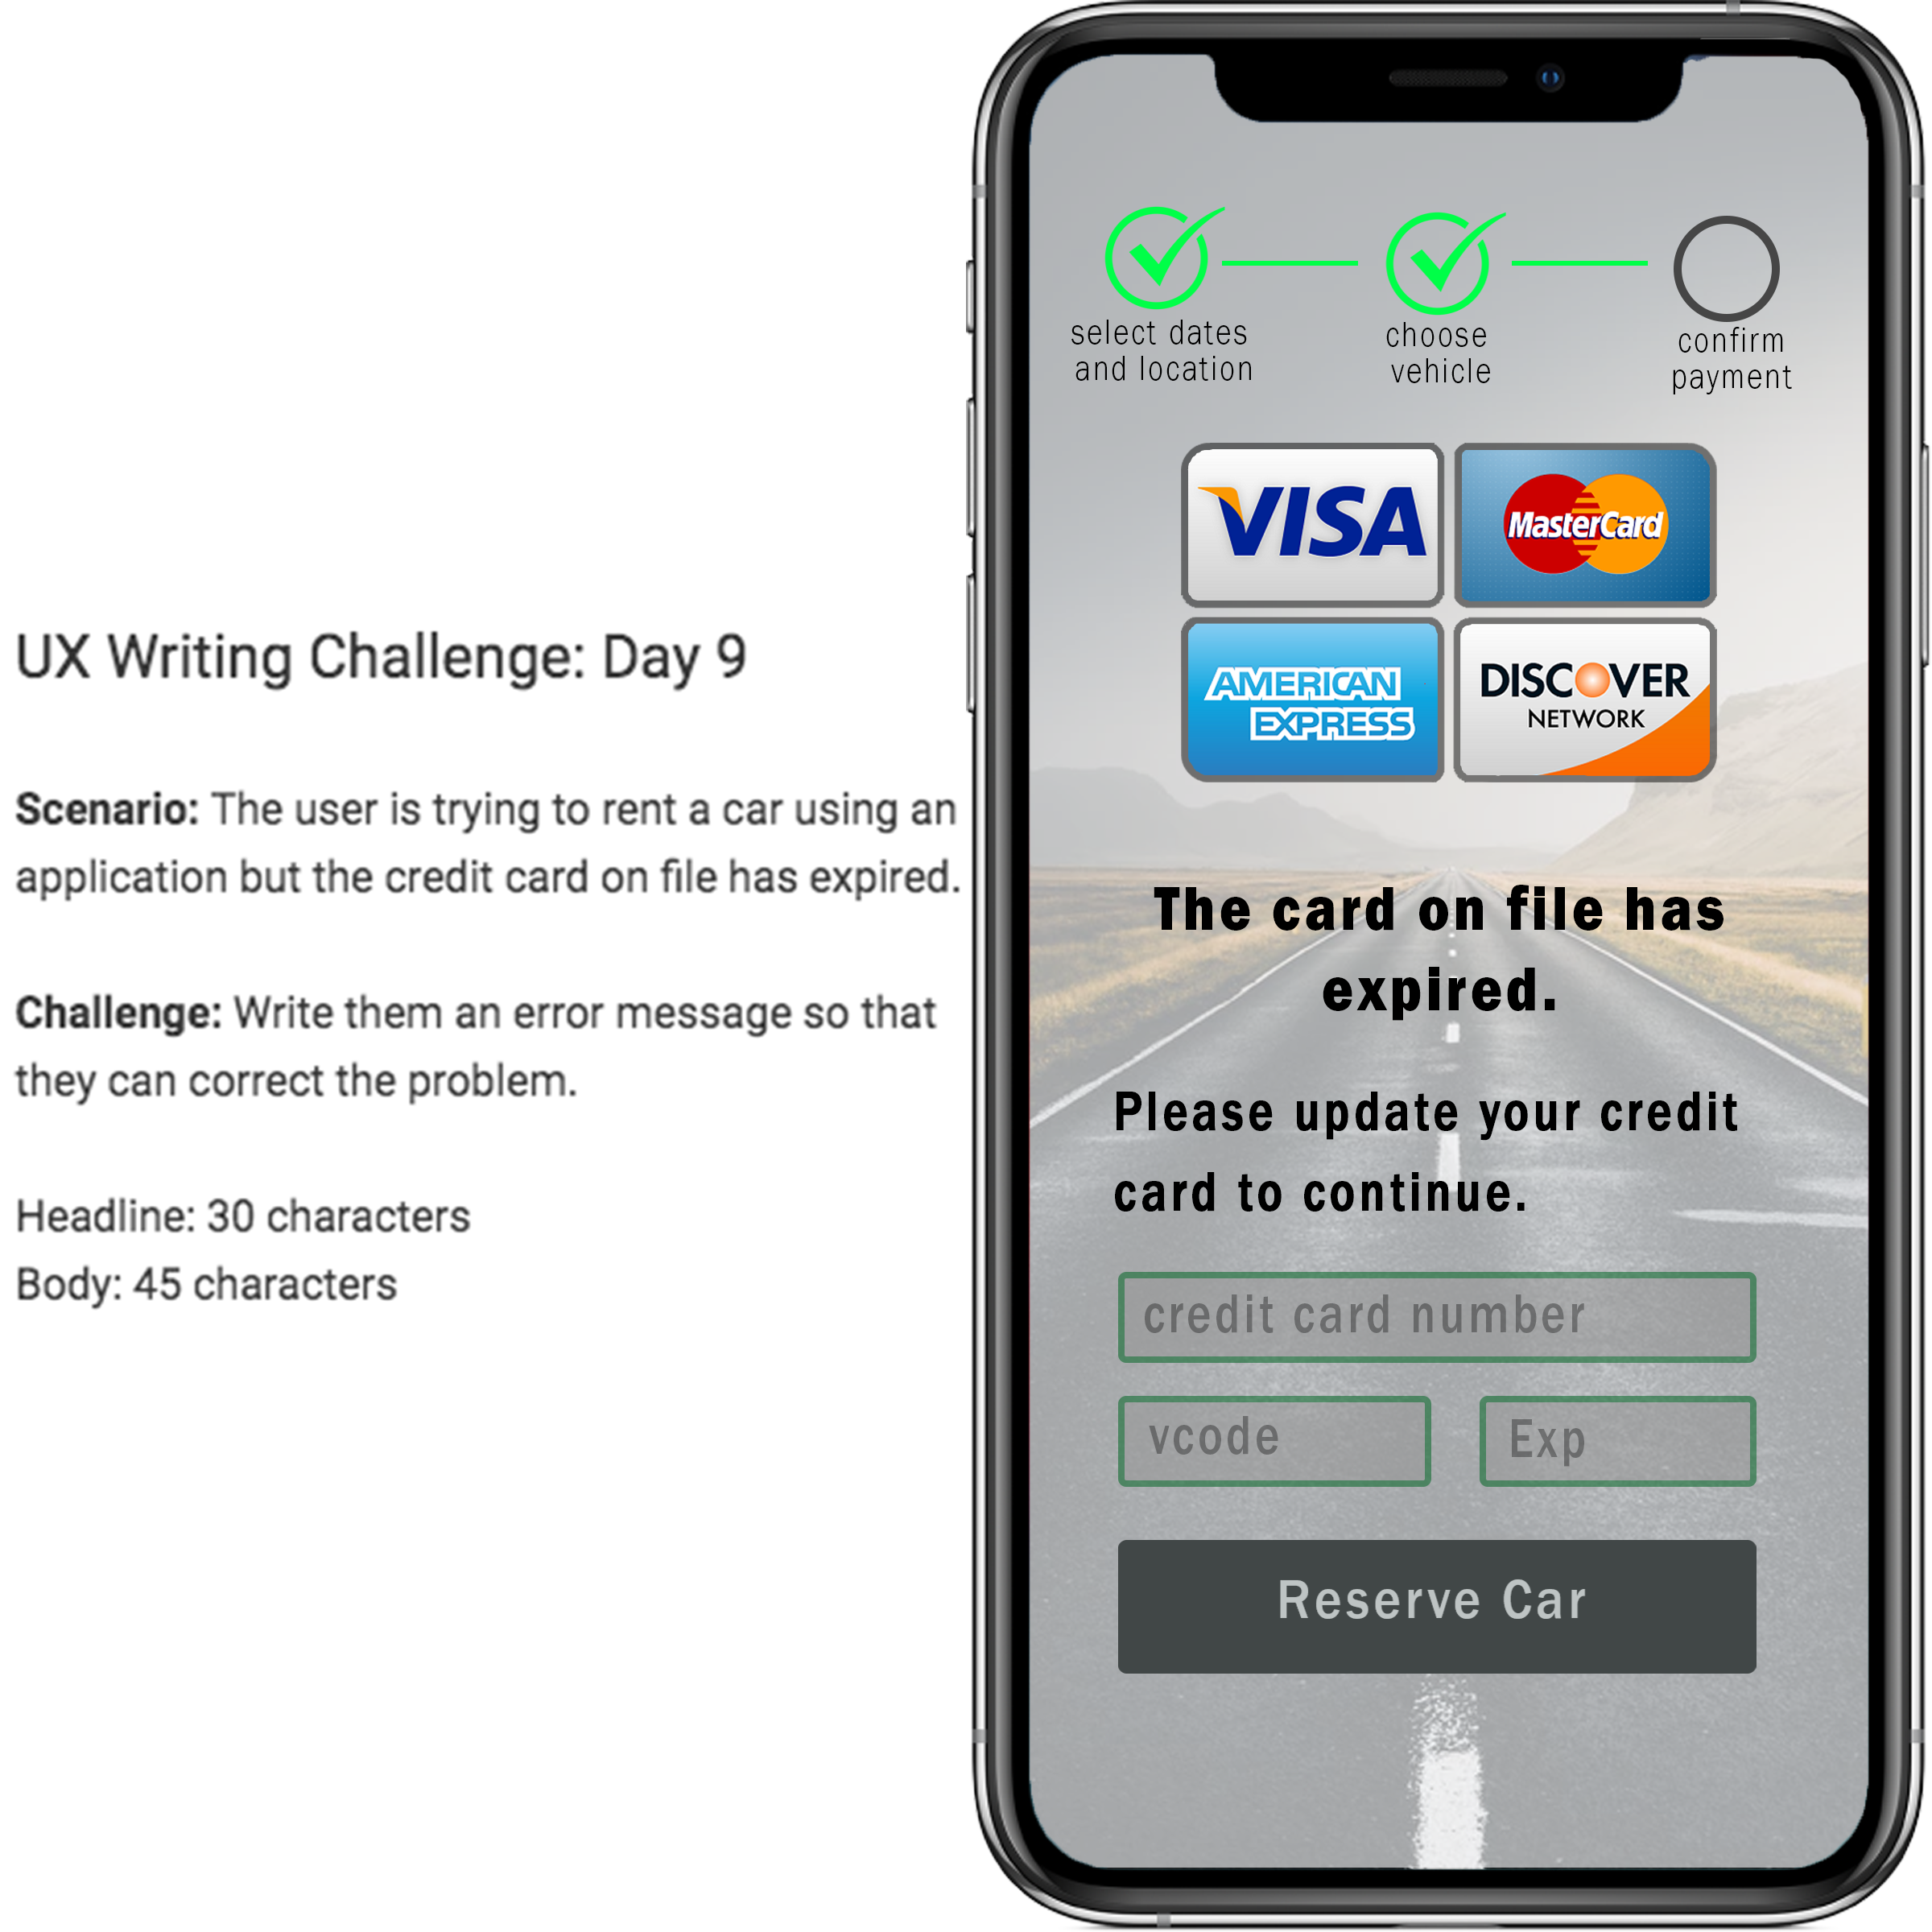 UX Writing Challenge: Day 9
Scenario: The user is trying to rent a car using an
application but the credit card on file has expired.
Challenge: Write them an error message so that
they can correct the problem.
Headline: 30 characters
Body: 45 characters
select dates
and location
choose
vehicle
confirm
payment
VISA
MasterCard
AMERICAN
EXPRESS
DISCOVER
NETWORK
The card on file has
expired.
Please update your credit
card to continue.
credit card number
vcode
Exp
Reserve Car